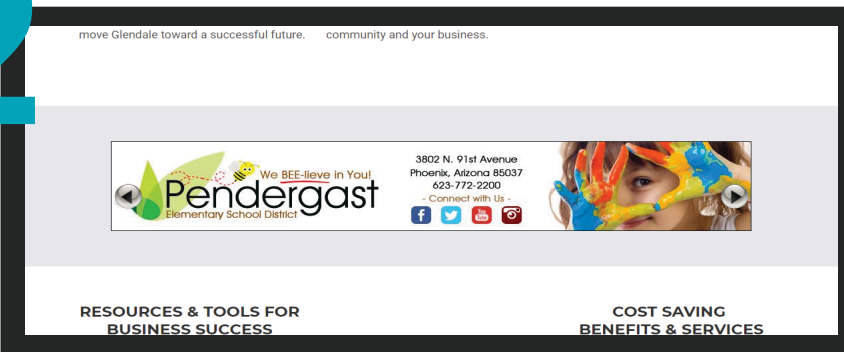 move Glendale toward a successful future.
community and your business.
We BEE-lieve in You!
Pendergast
Elementary School District
3802 N. 91st Avenue
Phoenix, Arizona 85037
623-772-2200
- Connect with Us -
RESOURCES & TOOLS FOR
BUSINESS SUCCESS
COST SAVING
BENEFITS & SERVICES